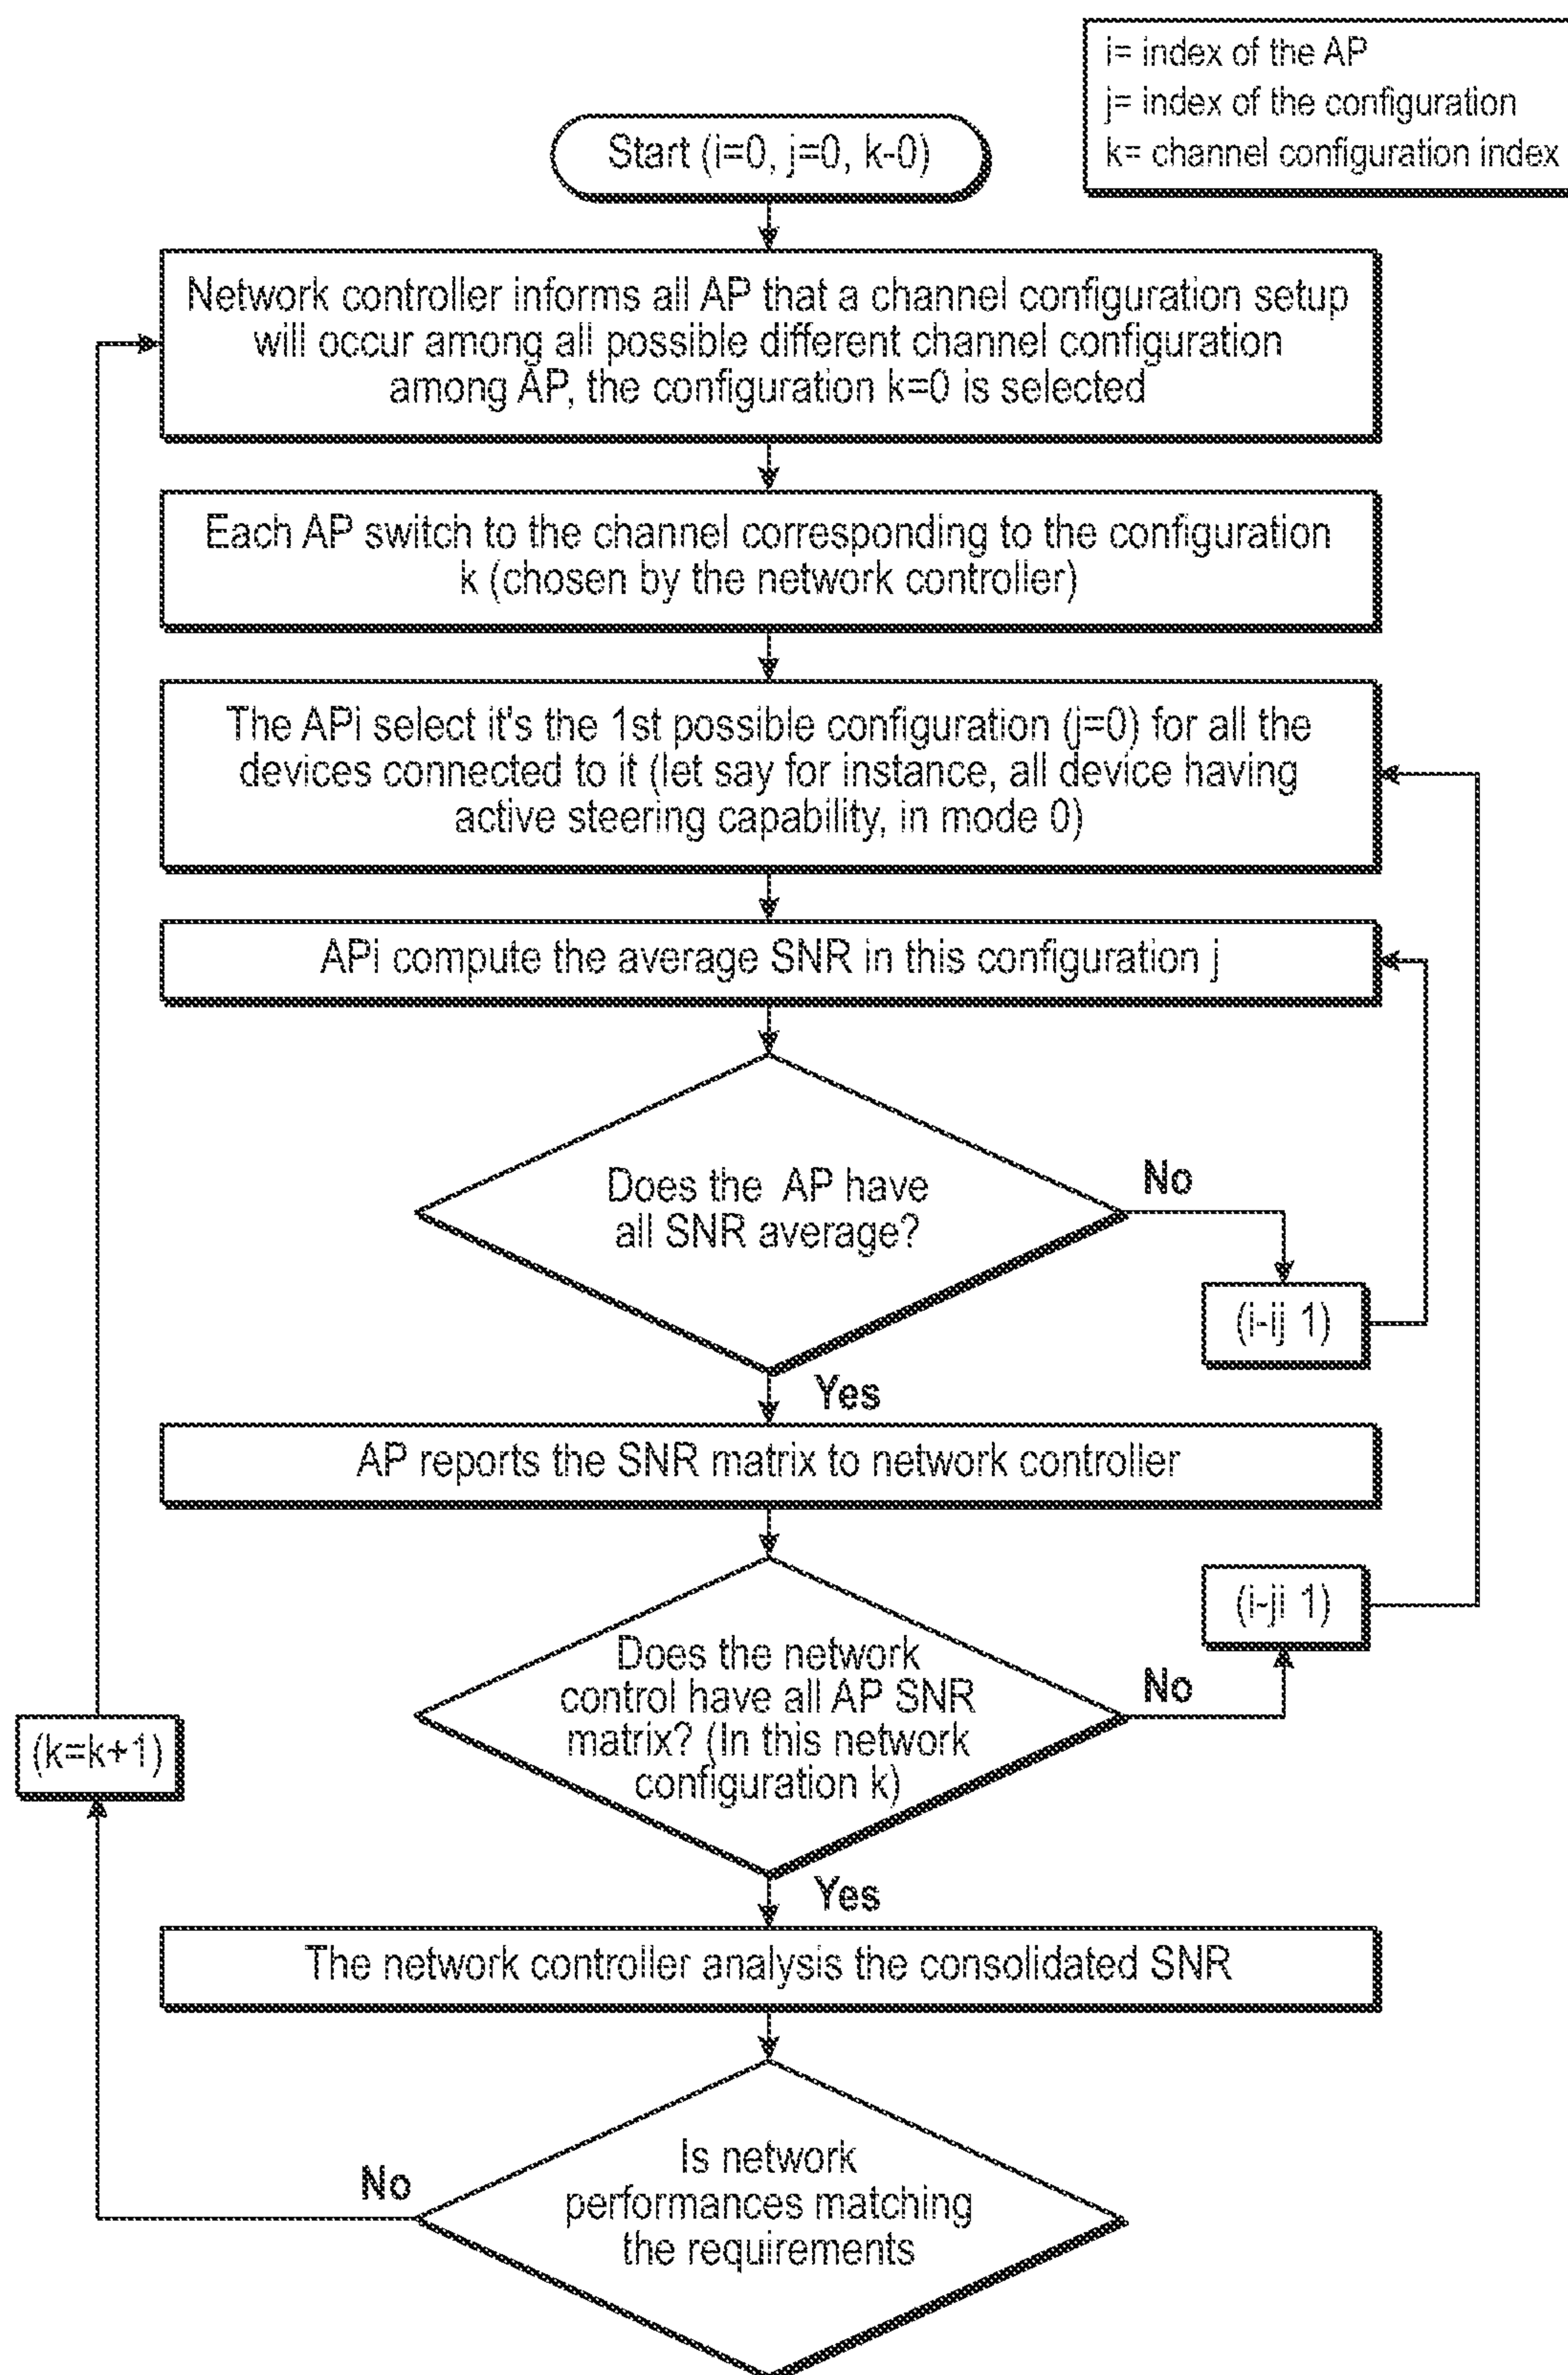 i= index of the AP
j= index of the configuration
k= channel configuration index
Start (i=0, j=0, k-0)
Network controller informs all AP that a channel configuration setup
will occur among all possible different channel configuration
among AP, the configuration k=0 is selected
Each AP switch to the channel corresponding to the configuration
k (chosen by the network controller)
The APi select it's the 1st possible configuration (j=0) for all the
devices connected to it (let say for instance, all device having
active steering capability, in mode 0)
APi compute the average SNR in this configuration j
Does the AP have
all SNR average?
No
(i-ij 1)
Yes
AP reports the SNR matrix to network controller
Does the network
control have all AP SNR
matrix? (In this network
configuration k)
No
(i-ji 1)
Yes
The network controller analysis the consolidated SNR
Is network
performances matching
the requirements
No
(k=k+1)